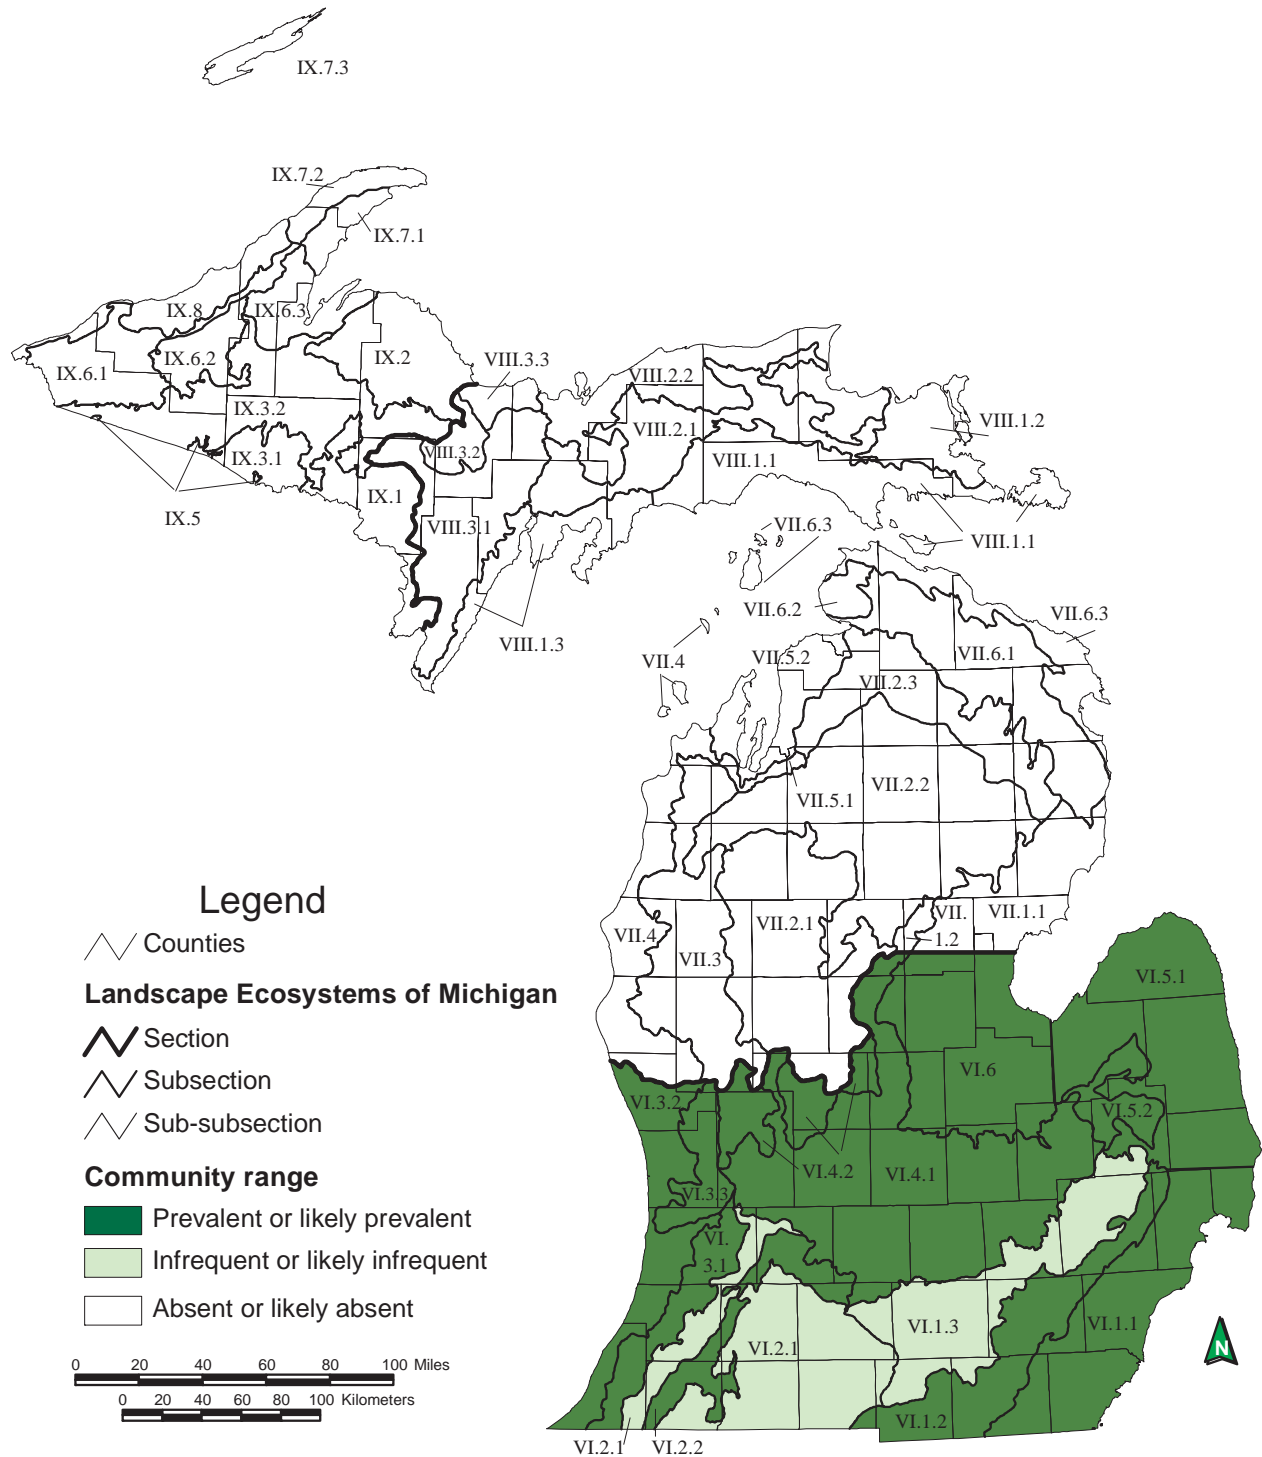 IX.7.3
IX.7.2
IX.7.1
IX.8
IX.6.3
IX.6.2
IX.6.1
IX.2
VIII.3.3
VIII.2.2
VIII.2.1
VIII.1.2
IX.3.2
IX.3.1
VIII.3.2
VIII.1.1
IX.1
IX.5
VIII.3.1
VII.6.3
VIII.1.1
VIII.1.3
VII.6.2
VII.6.3
VII.4
VII.5.2
VII.6.1
VII.2.3
VII.5.1
VII.2.2
VII.4
VII.3
VII.2.1
VII.
1.2
VII.1.1
VI.5.1
VI.6
VI.3.2
VI.5.2
VI.4.2
VI.4.1
VI.3.3
VI.
3.1
VI.2.1
VI.1.3
VI.1.1
VI.1.2
VI.2.1
VI.2.2
Legend
Counties
Landscape Ecosystems of Michigan
Section
Subsection
Sub-subsection
Community range
Prevalent or likely prevalent
Infrequent or likely infrequent
Absent or likely absent
0 20 40 60 80 100 Miles
0 20 40 60 80 100 Kilometers
N